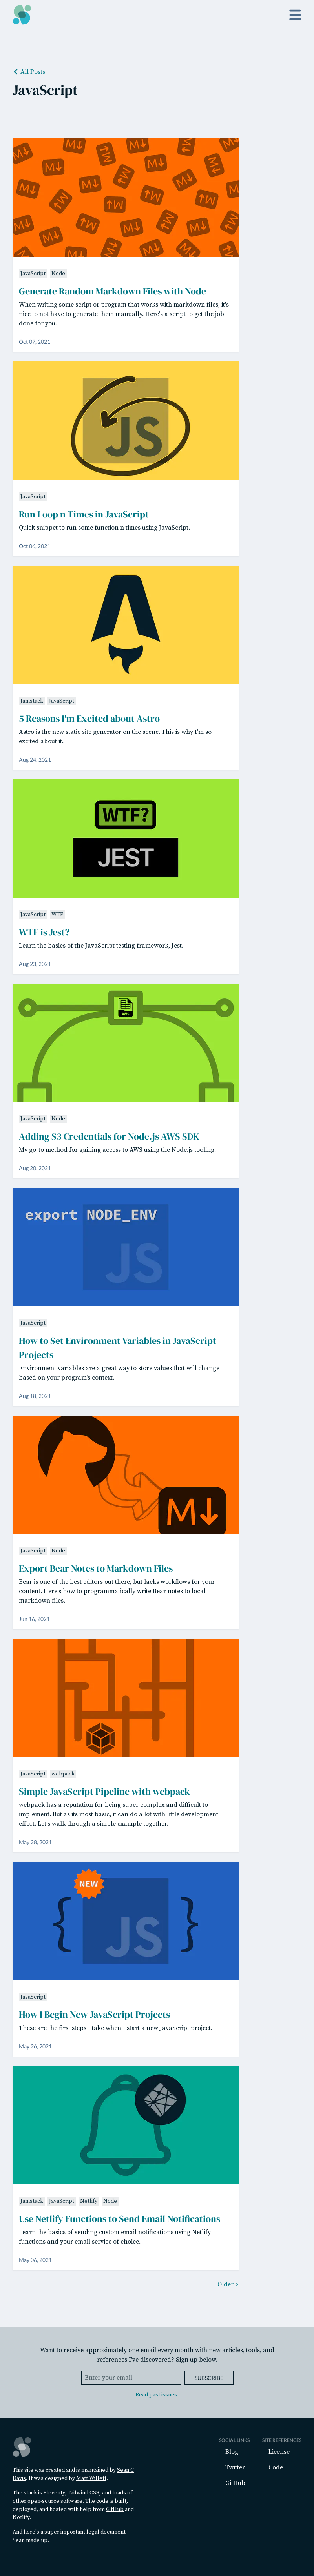 All Posts
JavaScript
JavaScript Node
Generate Random Markdown Files with Node
When writing some script or program that works with markdown files, it's
nice to not have to generate them manually. Here's a script to get the job
done for you.
Oct 07, 2021
JS
JavaScript
Run Loop n Times in JavaScript
Quick snippet to run some function n times using JavaScript.
Oct 06, 2021
Jamstack JavaScript
5 Reasons I'm Excited about Astro
Astro is the new static site generator on the scene. This is why I'm so
excited about it.
Aug 24, 2021
WTF?
JEST
JavaScript WTF
WTF is Jest?
Learn the basics of the JavaScript testing framework, Jest.
Aug 23, 2021
AWS
JavaScript Node
Adding S3 Credentials for Node.js AWS SDK
My go-to method for gaining access to AWS using the Node.js tooling.
Aug 20, 2021
export NODE_ENV
JS
JavaScript
How to Set Environment Variables in JavaScript
Projects
Environment variables are a great way to store values that will change
based on your program's context.
Aug 18, 2021
M
JavaScript Node
Export Bear Notes to Markdown Files
Bear is one of the best editors out there, but lacks workflows for your
content. Here's how to programmatically write Bear notes to local
markdown files.
Jun 16, 2021
JavaScript webpack
Simple JavaScript Pipeline with webpack
webpack has a reputation for being super complex and difficult to
implement. But as its most basic, it can do a lot with little development
effort. Let's walk through a simple example together.
May 28, 2021
NEW
{ JS }
JavaScript
How I Begin New JavaScript Projects
These are the first steps I take when I start a new JavaScript project.
May 26, 2021
Jamstack JavaScript Netlify Node
Use Netlify Functions to Send Email Notifications
Learn the basics of sending custom email notifications using Netlify
functions and your email service of choice.
May 06, 2021
Older >
Want to receive approximately one email every month with new articles, tools, and
resources I've discovered? Sign up below.
Enter your email
SUBSCRIBE
Read past issues.
This site was created and is maintained by Sean C
Davis. It was designed by Matt Willett.
The stack is Eleventy, Tailwind CSS, and loads of
other open-source software. The code is built,
deployed, and hosted with help from GitHub and
Netlify.
And here's a super important legal document
Sean made up.
SOCIAL LINKS
Blog
Twitter
GitHub
SITE REFERENCES
License
Code